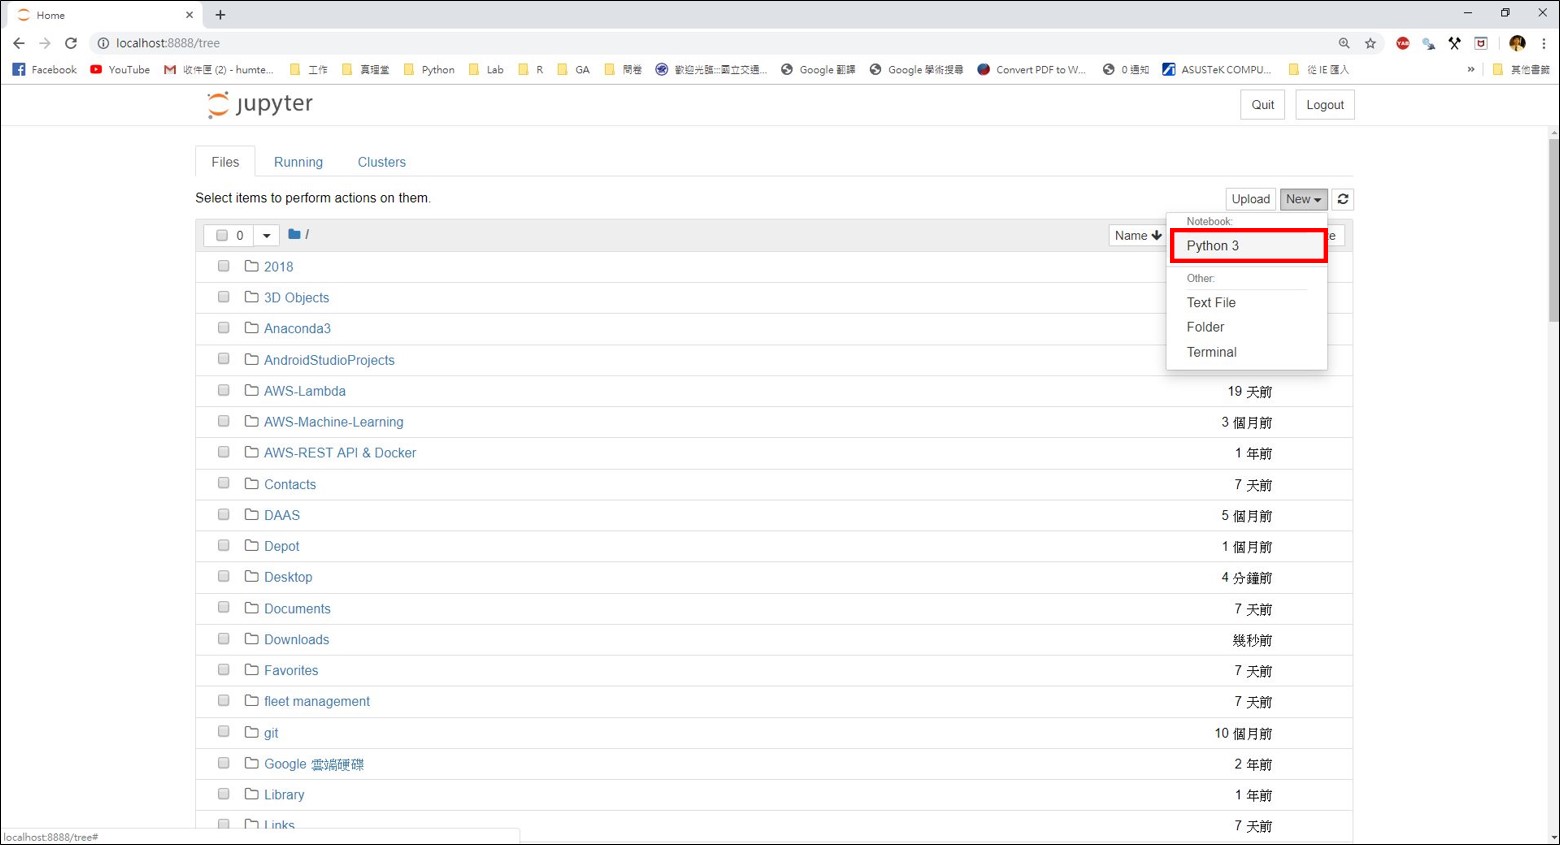 Home
localhost:8888/tree
Facebook YouTube 收件匣 (2) - humte... 工作 真理堂 Python Lab R GA 問卷 歡迎光臨:::國立交通... Google 翻譯 Google 學術搜尋 Convert PDF to W... 0 通知 ASUSTeK COMPU... 從 IE 匯入 » 其他書籤
jupyter Quit Logout
Files Running Clusters
Select items to perform actions on them. Upload New
Notebook:
Python 3
Other:
Text File
Folder
Terminal
0 / Name
2018
3D Objects
Anaconda3
AndroidStudioProjects
AWS-Lambda 19 天前
AWS-Machine-Learning 3 個月前
AWS-REST API & Docker 1 年前
Contacts 7 天前
DAAS 5 個月前
Depot 1 個月前
Desktop 4 分鐘前
Documents 7 天前
Downloads 幾秒前
Favorites 7 天前
fleet management 7 天前
git 10 個月前
Google 雲端硬碟 2 年前
Library 1 年前
Links 7 天前
localhost:8888/tree#